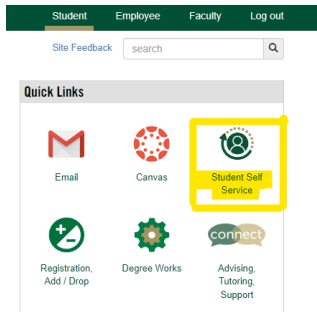 Student Employee Faculty Log out
Site Feedback search
Quick Links
Email Canvas Student Self
Service
connect
Registration, Degree Works Advising,
Add / Drop Tutoring,
Support